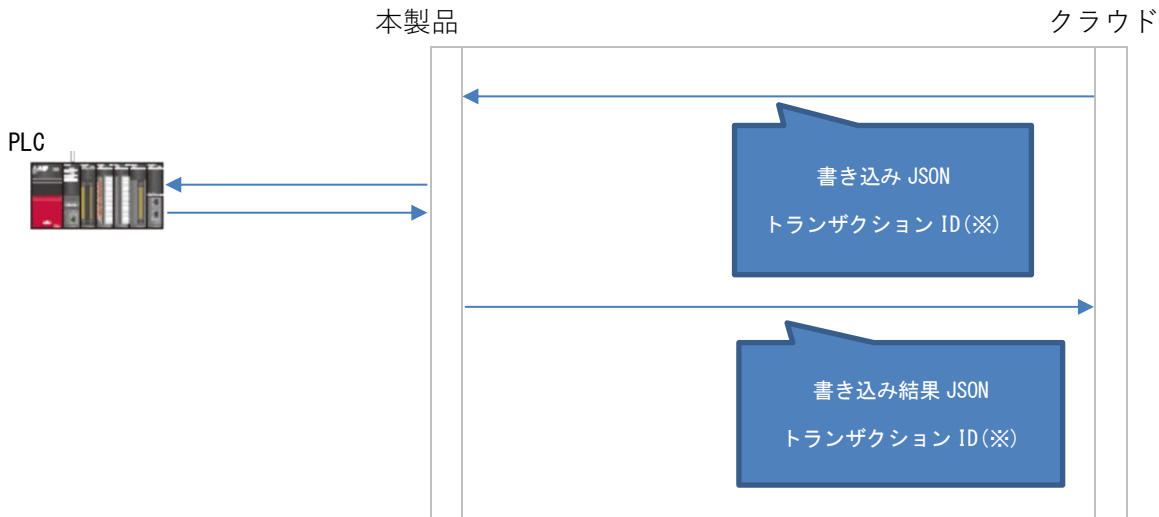 本製品
クラウド
PLC
書き込み JSON
トランザクション ID(※)
書き込み結果 JSON
トランザクション ID(※)